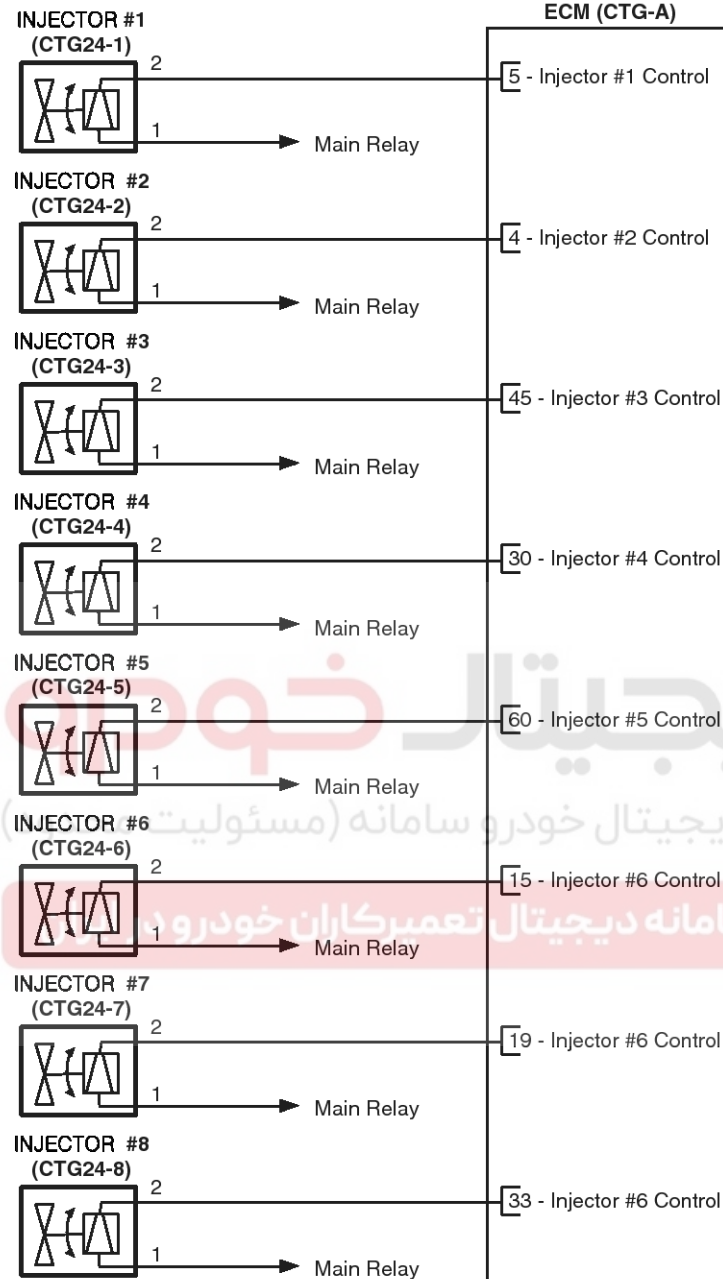 INJECTOR #1
(CTG24-1)
ECM (CTG-A)
2
5 - Injector #1 Control
1
Main Relay
INJECTOR #2
(CTG24-2)
2
4 - Injector #2 Control
1
Main Relay
INJECTOR #3
(CTG24-3)
2
45 - Injector #3 Control
1
Main Relay
INJECTOR #4
(CTG24-4)
2
30 - Injector #4 Control
1
Main Relay
INJECTOR #5
(CTG24-5)
2
60 - Injector #5 Control
1
Main Relay
دیجیتال خودرو
دیجیتال خودرو سامانه (مسئولیت
INJECTOR #6
(CTG24-6)
2
15 - Injector #6 Control
1
Main Relay
سامانه دیجیتال تعمیرکاران خودرو در ایران
INJECTOR #7
(CTG24-7)
2
19 - Injector #6 Control
1
Main Relay
INJECTOR #8
(CTG24-8)
2
33 - Injector #6 Control
1
Main Relay